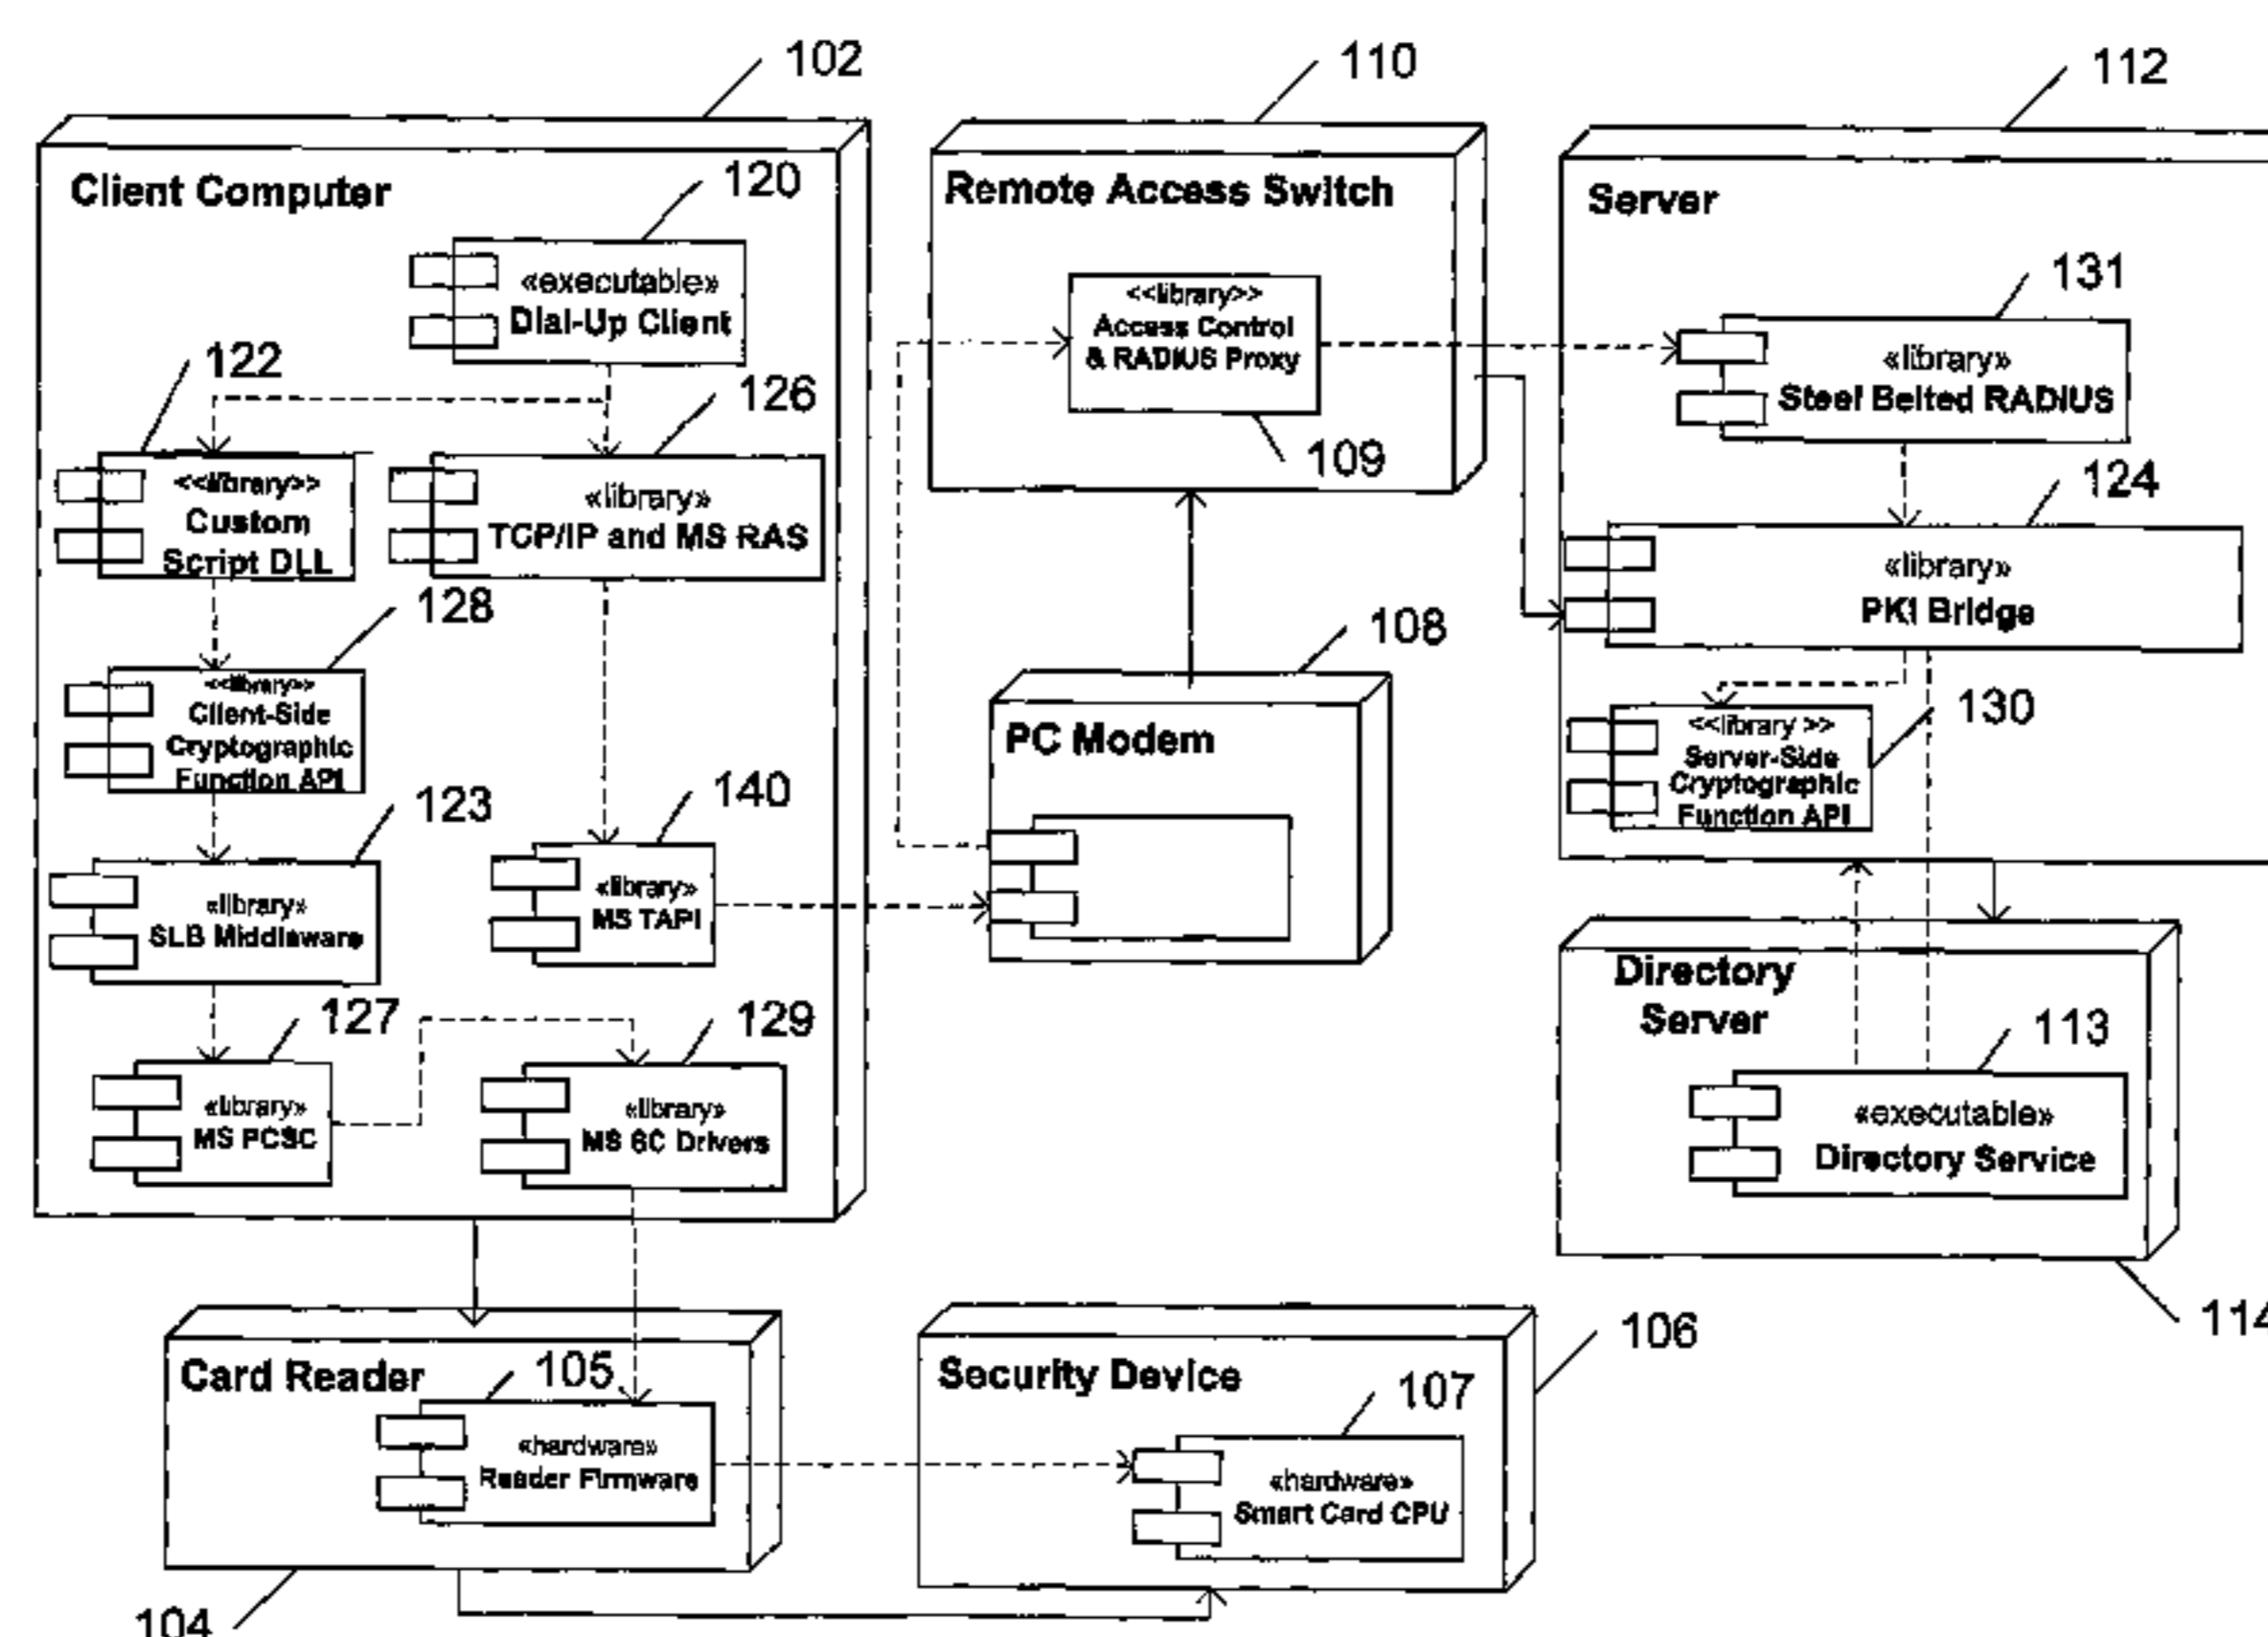 102
110
112
Client Computer
120
«executable»
Dial-Up Client
122
126
<<library>>
Custom
Script DLL
«library»
TCP/IP and MS RAS
128
<<library>>
Client-Side
Cryptographic
Function API
123
140
«library»
SLB Middleware
«library»
MS TAPI
127
129
«library»
MS PCSC
«library»
MS SC Drivers
Remote Access Switch
<<library>>
Access Control
& RADIUS Proxy
109
108
PC Modem
Server
131
«library»
Steel Belted RADIUS
124
«library»
PKI Bridge
130
<<library >>
Server-Side
Cryptographic
Function API
Directory
Server
113
«executable»
Directory Service
114
Card Reader
105
«hardware»
Reader Firmware
104
Security Device
106
107
«hardware»
Smart Card CPU